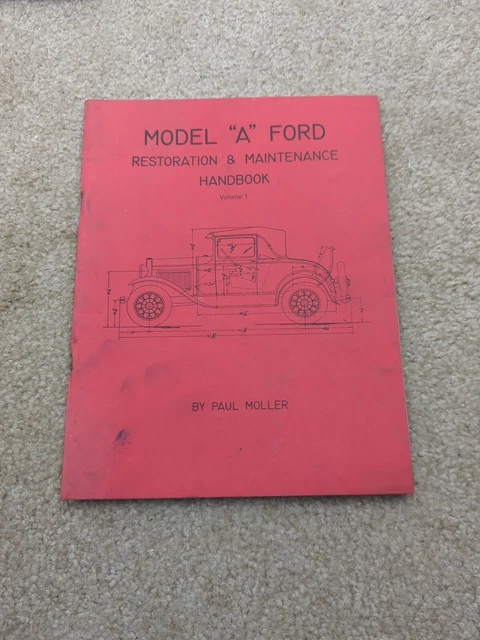 MODEL "A" FORD
RESTORATION & MAINTENANCE
HANDBOOK
Volume 1
BY PAUL MOLLER